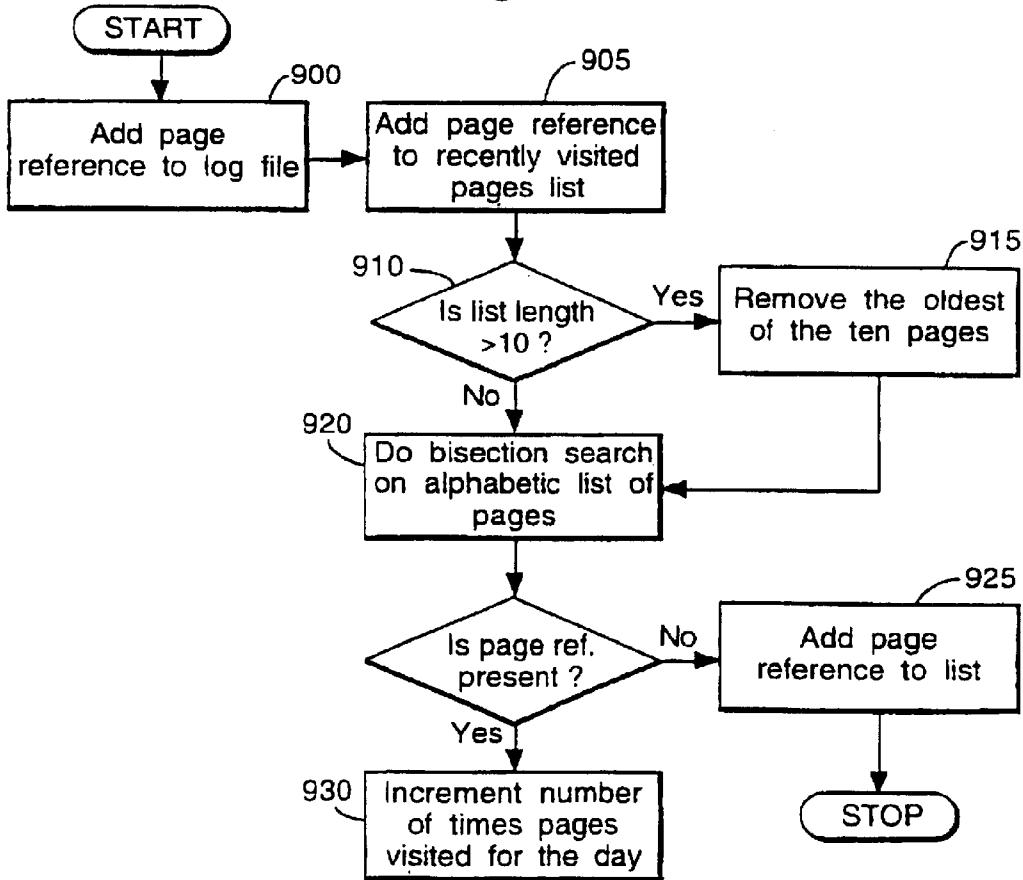 START
900
Add page
reference to log file
905
Add page reference
to recently visited
pages list
910
Is list length
>10 ?
Yes
915
Remove the oldest
of the ten pages
No
920
Do bisection search
on alphabetic list of
pages
Is page ref.
present ?
No
925
Add page
reference to list
Yes
STOP
930
Increment number
of times pages
visited for the day